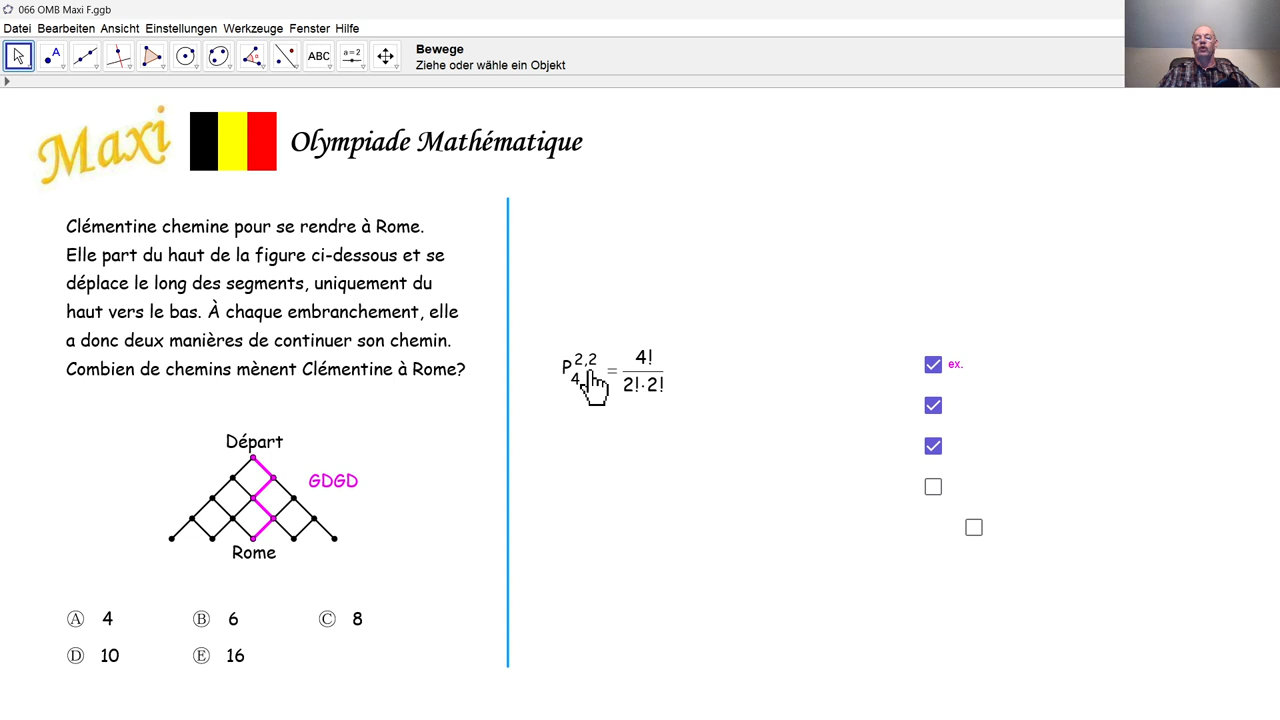 066 OMB Maxi F.ggb
Datei Bearbeiten Ansicht Einstellungen Werkzeuge Fenster Hilfe
A
ABC
a=2
Bewege
Ziehe oder wähle ein Objekt
Maxi
Olympiade Mathématique
Clémentine chemine pour se rendre à Rome.
Elle part du haut de la figure ci-dessous et se
déplace le long des segments, uniquement du
haut vers le bas. À chaque embranchement, elle
a donc deux manières de continuer son chemin.
Combien de chemins mènent Clémentine à Rome?
Départ
GDGD
Rome
Ⓐ 4 Ⓑ 6 Ⓒ 8
Ⓓ 10 Ⓔ 16
P₄^2,2 = 4! / 2!·2!
ex.